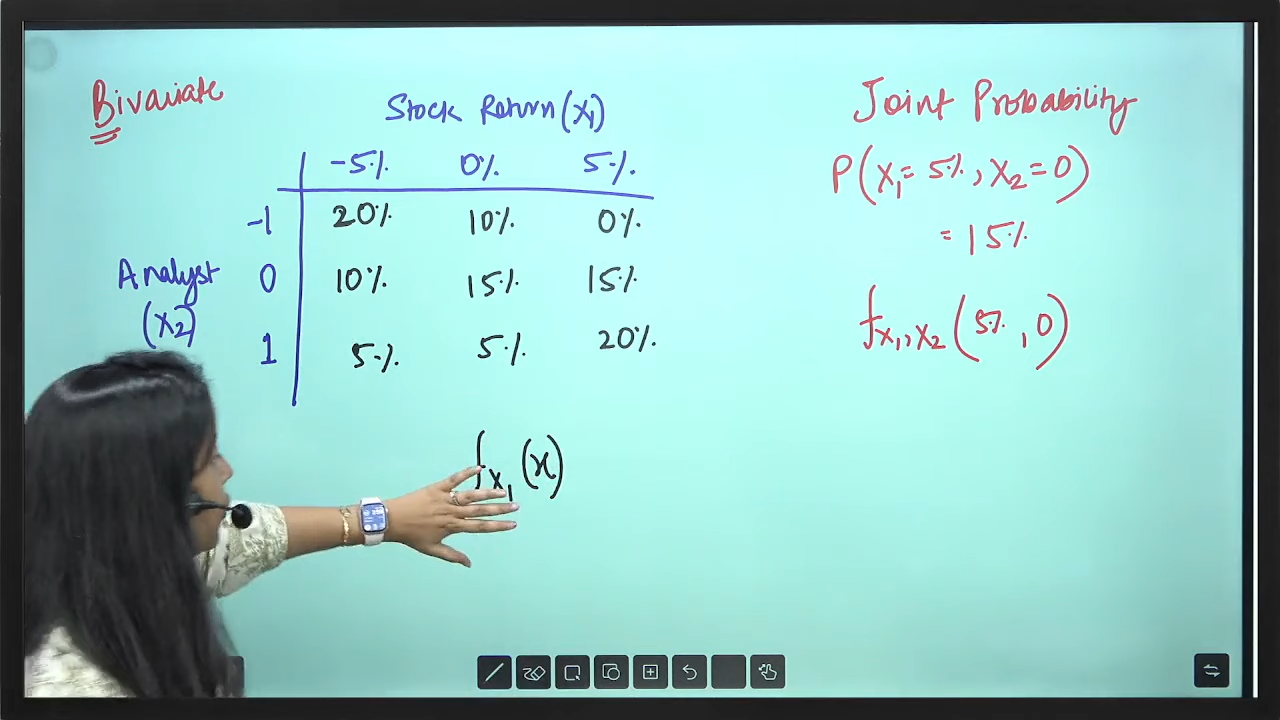 Bivariate
Stock Return (X1)
-5% 0% 5%
-1 20% 10% 0%
Analyst (X2)
0 10% 15% 15%
1 5% 5% 20%
fX1(x)
Joint Probability
P(X1= 5%, X2=0)
= 15%
fX1,X2(5%, 0)